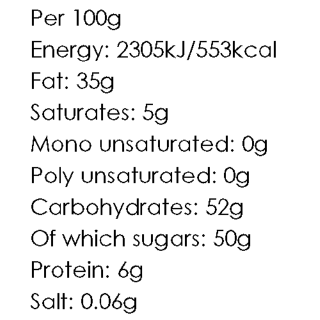 Per 100g
Energy: 2305kJ/553kcal
Fat: 35g
Saturates: 5g
Mono unsaturated: 0g
Poly unsaturated: 0g
Carbohydrates: 52g
Of which sugars: 50g
Protein: 6g
Salt: 0.06g